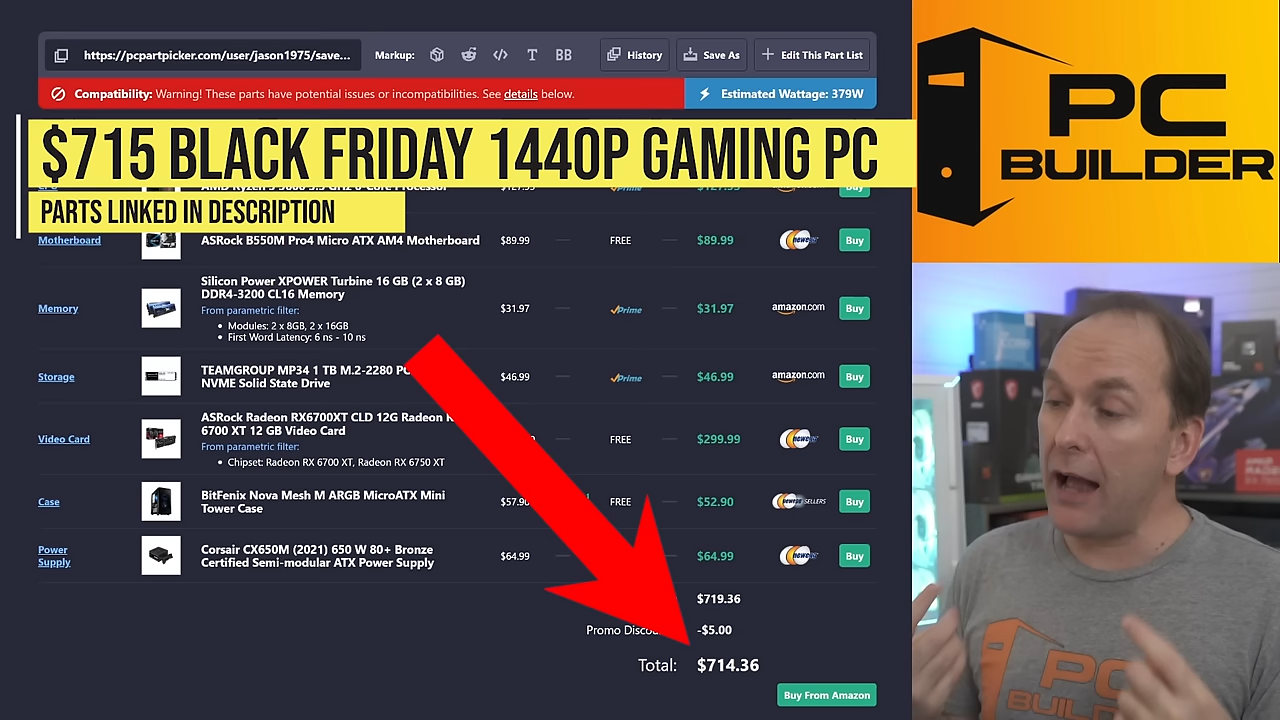 https://pcpartpicker.com/user/jason1975/save...
Markup:
T
BB
History
Save As
Edit This Part List
Compatibility: Warning! These parts have potential issues or incompatibilities. See details below.
Estimated Wattage: 379W
$715 BLACK FRIDAY 1440P GAMING PC
PARTS LINKED IN DESCRIPTION
Motherboard
ASRock B550M Pro4 Micro ATX AM4 Motherboard
$89.99
FREE
$89.99
Buy
Memory
Silicon Power XPOWER Turbine 16 GB (2 x 8 GB)
DDR4-3200 CL16 Memory
From parametric filter:
Modules: 2 x 8GB, 2 x 16GB
First Word Latency: 6 ns - 10 ns
$31.97
Prime
$31.97
amazon.com
Buy
Storage
TEAMGROUP MP34 1 TB M.2-2280
NVME Solid State Drive
$46.99
Prime
$46.99
amazon.com
Buy
Video Card
ASRock Radeon RX6700XT CLD 12G Radeon
6700 XT 12 GB Video Card
From parametric filter:
Chipset: Radeon RX 6700 XT, Radeon RX 6750 XT
FREE
$299.99
Buy
Case
BitFenix Nova Mesh M ARGB MicroATX Mini
Tower Case
$57.90
FREE
$52.90
SELLERS
Buy
Power
Supply
Corsair CX650M (2021) 650 W 80+ Bronze
Certified Semi-modular ATX Power Supply
$64.99
$64.99
Buy
$719.36
Promo
-$5.00
Total:
$714.36
Buy From Amazon
PC
BUILDER
PC
BUILDER